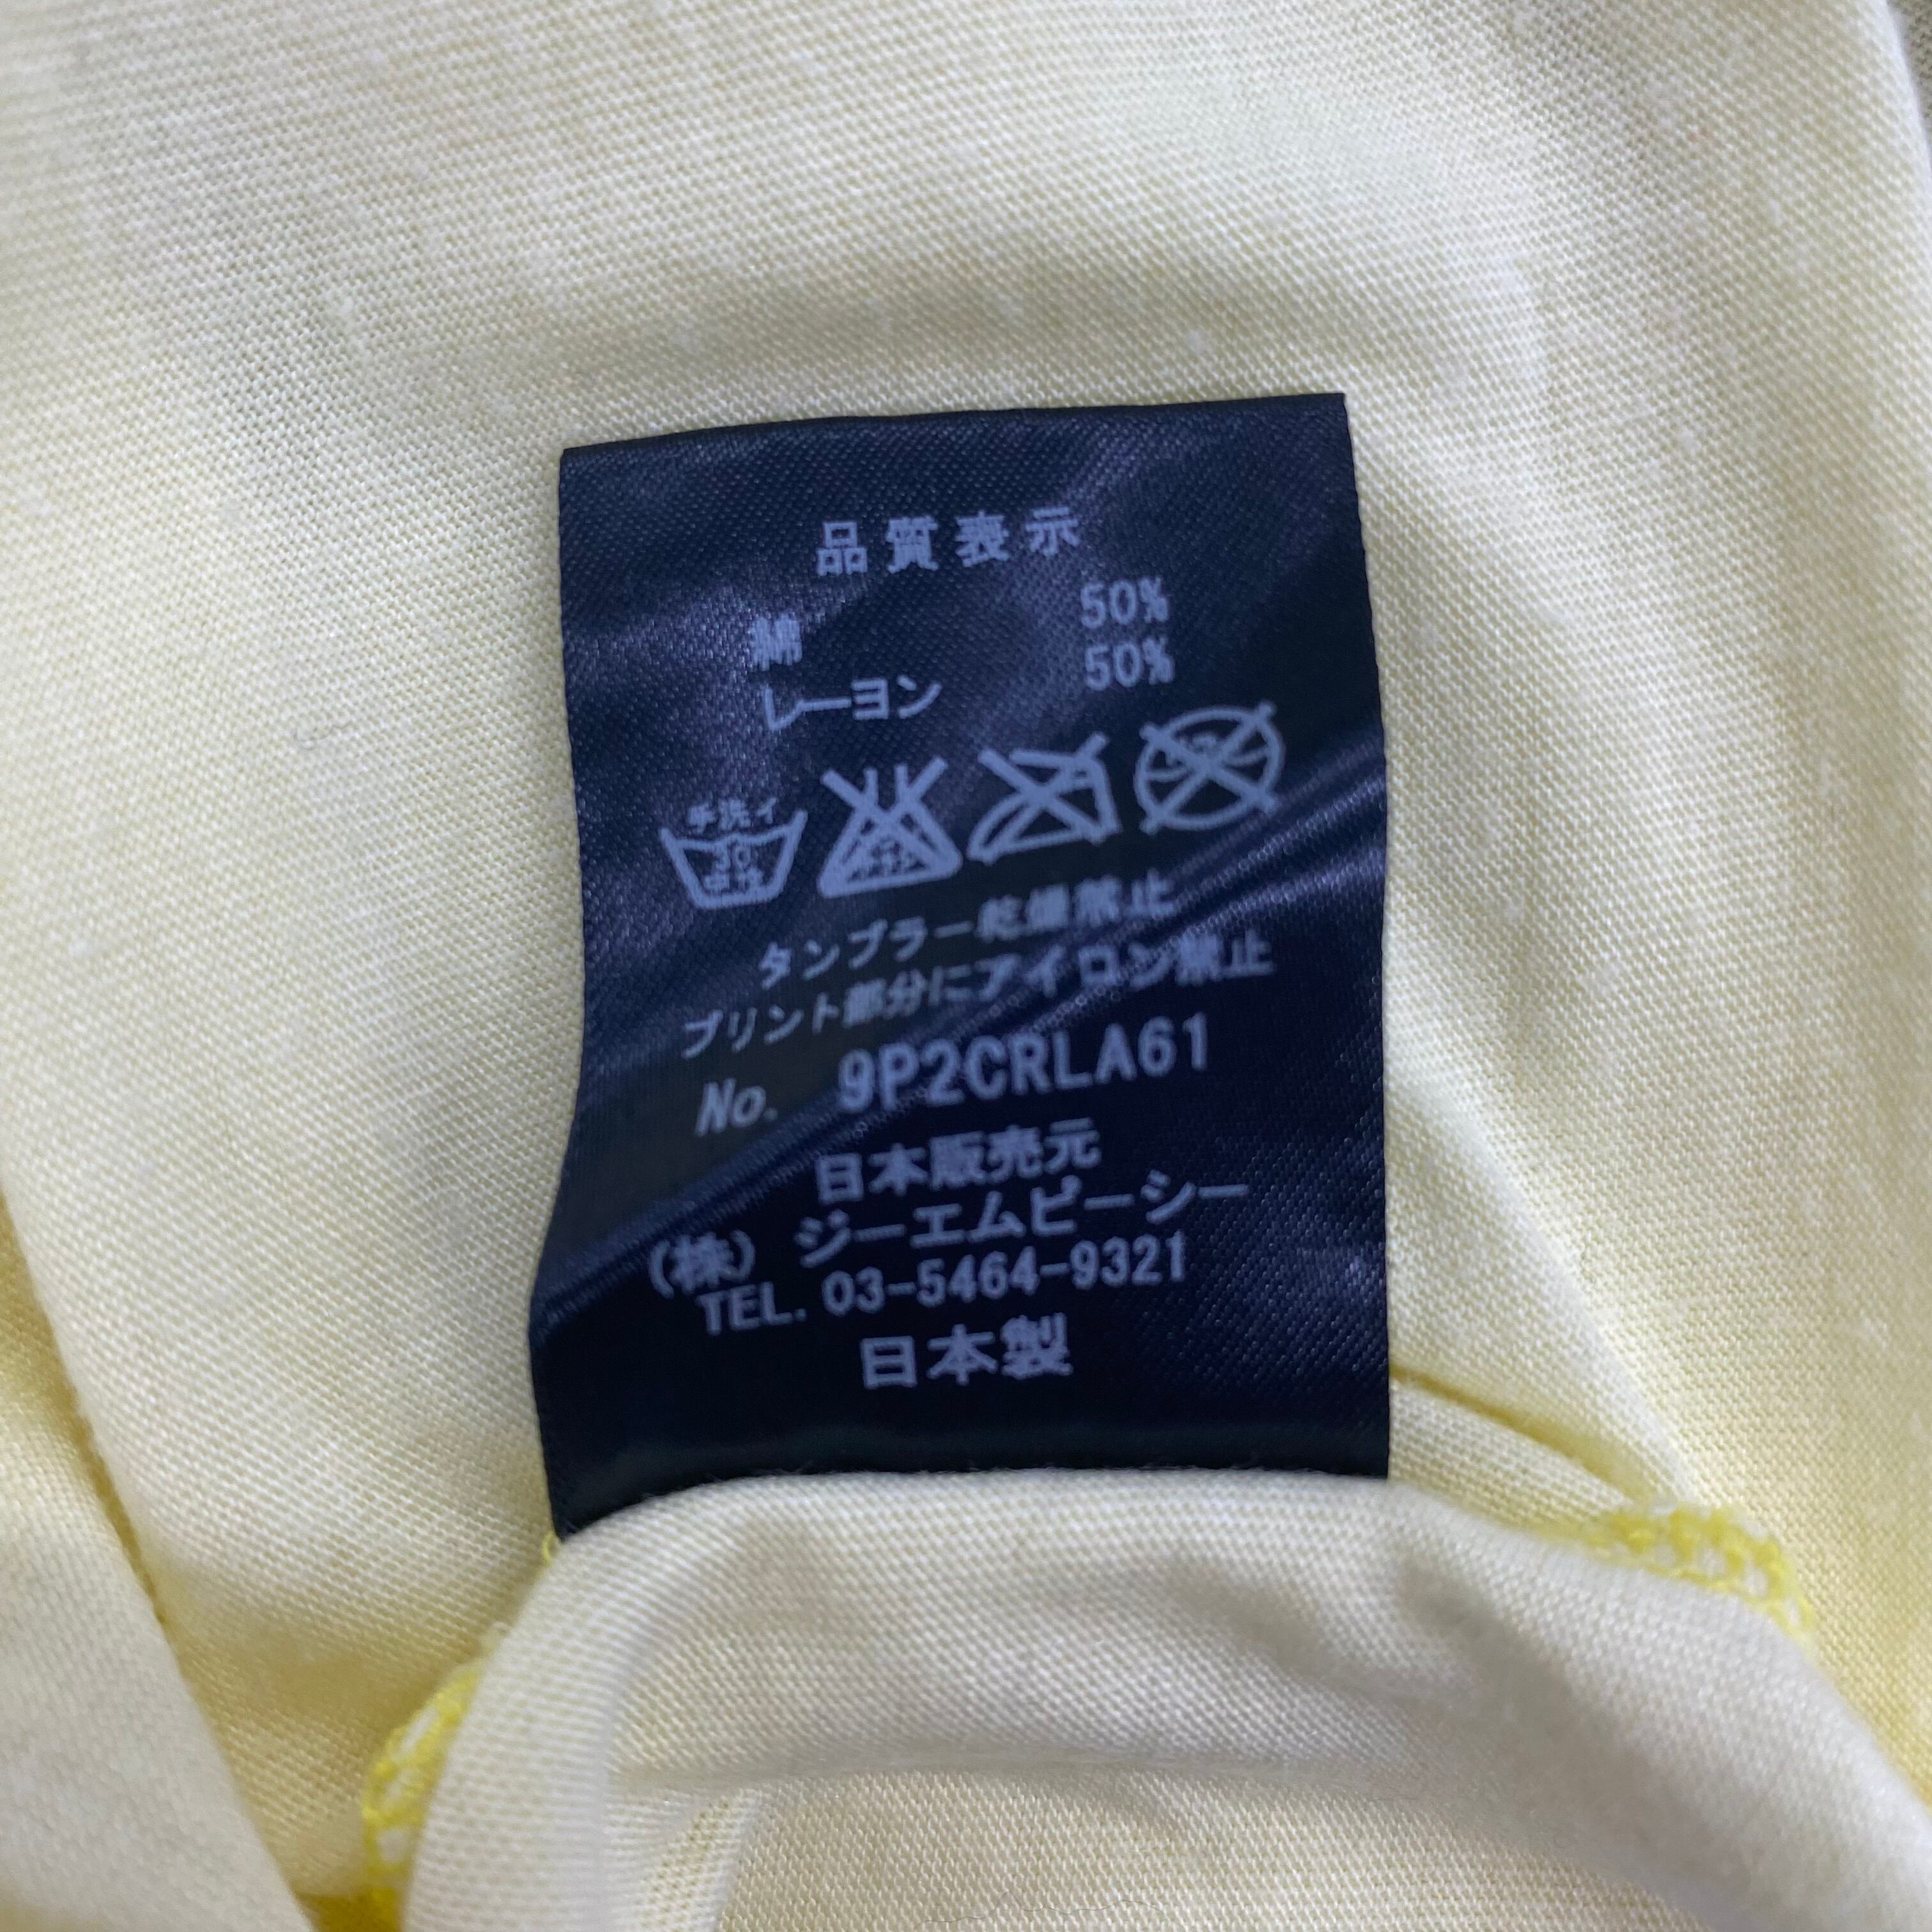 品質表示
綿 50%
レーヨン 50%
手洗イ
30
中性
タンブラー乾燥禁止
プリント部分にアイロン禁止
No. 9P2CRLA61
日本販売元
(株) ジーエムピーシー
TEL. 03-5464-9321
日本製